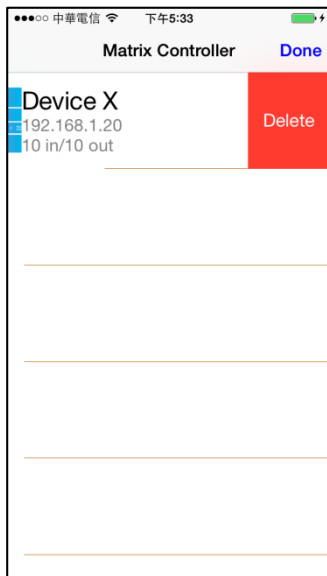 中華電信 下午5:33
Matrix Controller Done
Device X
192.168.1.20
10 in/10 out
Delete